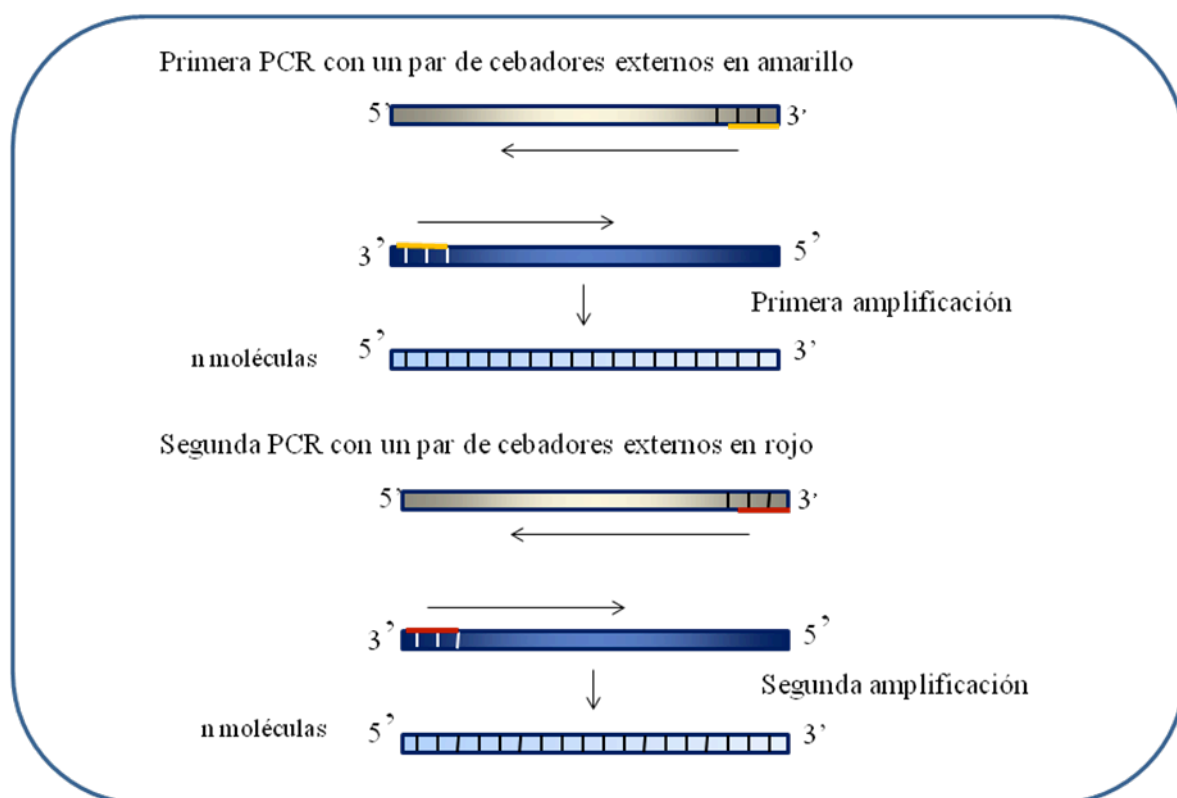 Primera PCR con un par de cebadores externos en amarillo
5‘ 3’
3’ 5’
Primera amplificación
n moléculas 5’ 3’
Segunda PCR con un par de cebadores externos en rojo
5‘ 3’
3’ 5’
Segunda amplificación
n moléculas 5’ 3’